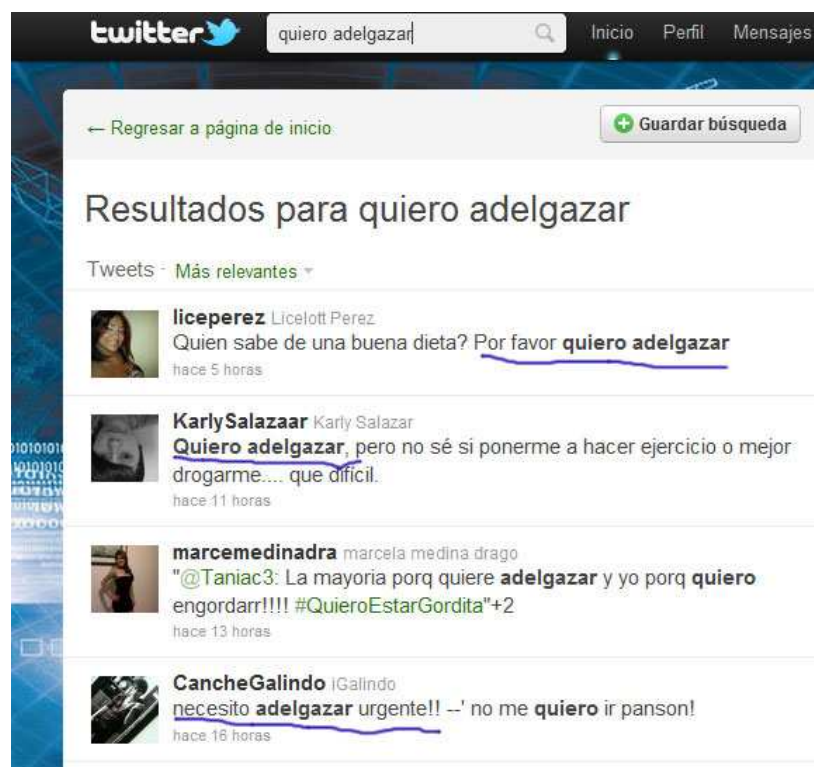 twitter quiero adelgazar Inicio Perfil Mensajes
← Regresar a página de inicio Guardar búsqueda
Resultados para quiero adelgazar
Tweets · Más relevantes
liceperez Licelott Perez
Quien sabe de una buena dieta? Por favor quiero adelgazar
hace 5 horas
KarlySalazaar Karly Salazar
Quiero adelgazar, pero no sé si ponerme a hacer ejercicio o mejor
drogarme.... que difícil.
hace 11 horas
marcemedinadra marcela medina drago
"@Taniac3: La mayoria porq quiere adelgazar y yo porq quiero
engordarr!!!! #QuieroEstarGordita"+2
hace 13 horas
CancheGalindo iGalindo
necesito adelgazar urgente!! --' no me quiero ir panson!
hace 16 horas